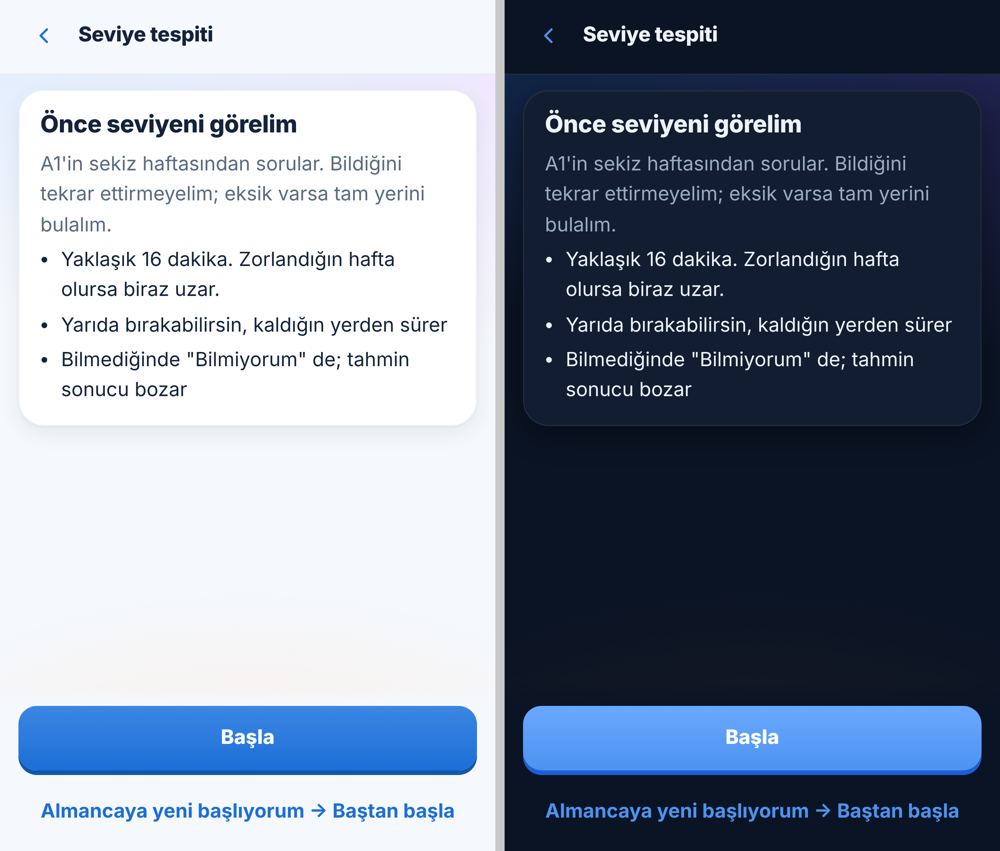 Seviye tespiti
Önce seviyeni görelim
A1'in sekiz haftasından sorular. Bildiğini
tekrar ettirmeyelim; eksik varsa tam yerini
bulalım.
• Yaklaşık 16 dakika. Zorlandığın hafta
olursa biraz uzar.
• Yarıda bırakabilirsin, kaldığın yerden sürer
• Bilmediğinde "Bilmiyorum" de; tahmin
sonucu bozar
Başla
Almancaya yeni başlıyorum → Baştan başla
Seviye tespiti
Önce seviyeni görelim
A1'in sekiz haftasından sorular. Bildiğini
tekrar ettirmeyelim; eksik varsa tam yerini
bulalım.
• Yaklaşık 16 dakika. Zorlandığın hafta
olursa biraz uzar.
• Yarıda bırakabilirsin, kaldığın yerden sürer
• Bilmediğinde "Bilmiyorum" de; tahmin
sonucu bozar
Başla
Almancaya yeni başlıyorum → Baştan başla